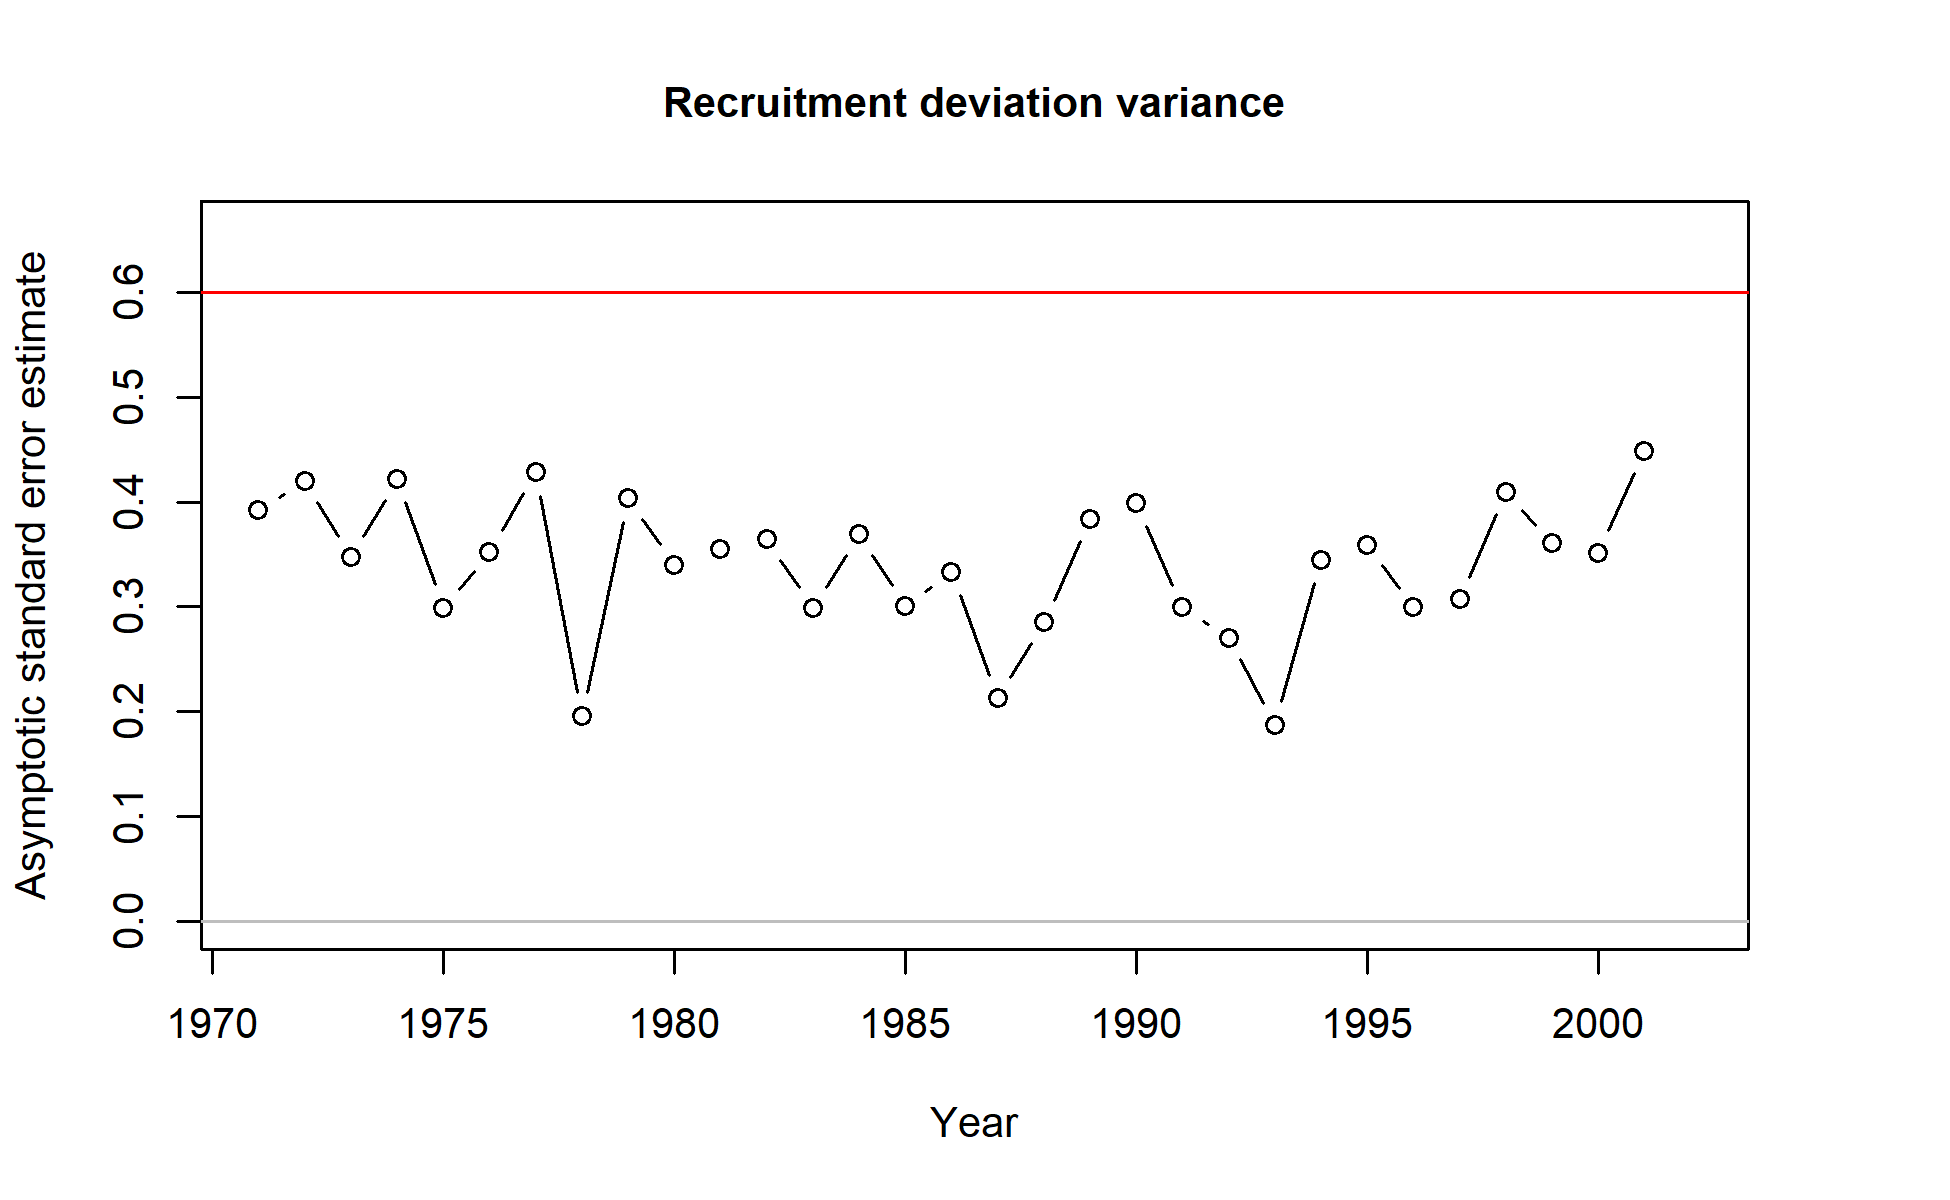 Recruitment deviation variance
Asymptotic standard error estimate
0.6
0.5
0.4
0.3
0.2
0.1
0.0
1970 1975 1980 1985 1990 1995 2000
Year